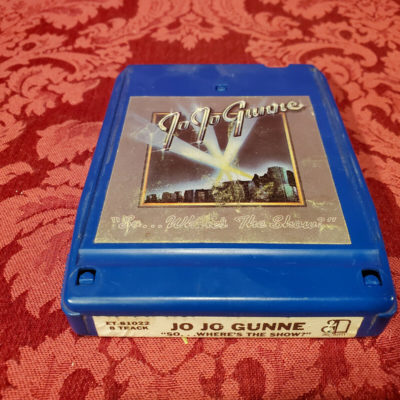 Jo Jo Gunne
"So... Where's The Show?"
ET-81022
8 TRACK
JO JO GUNNE
"SO. . .WHERE'S THE SHOW?"